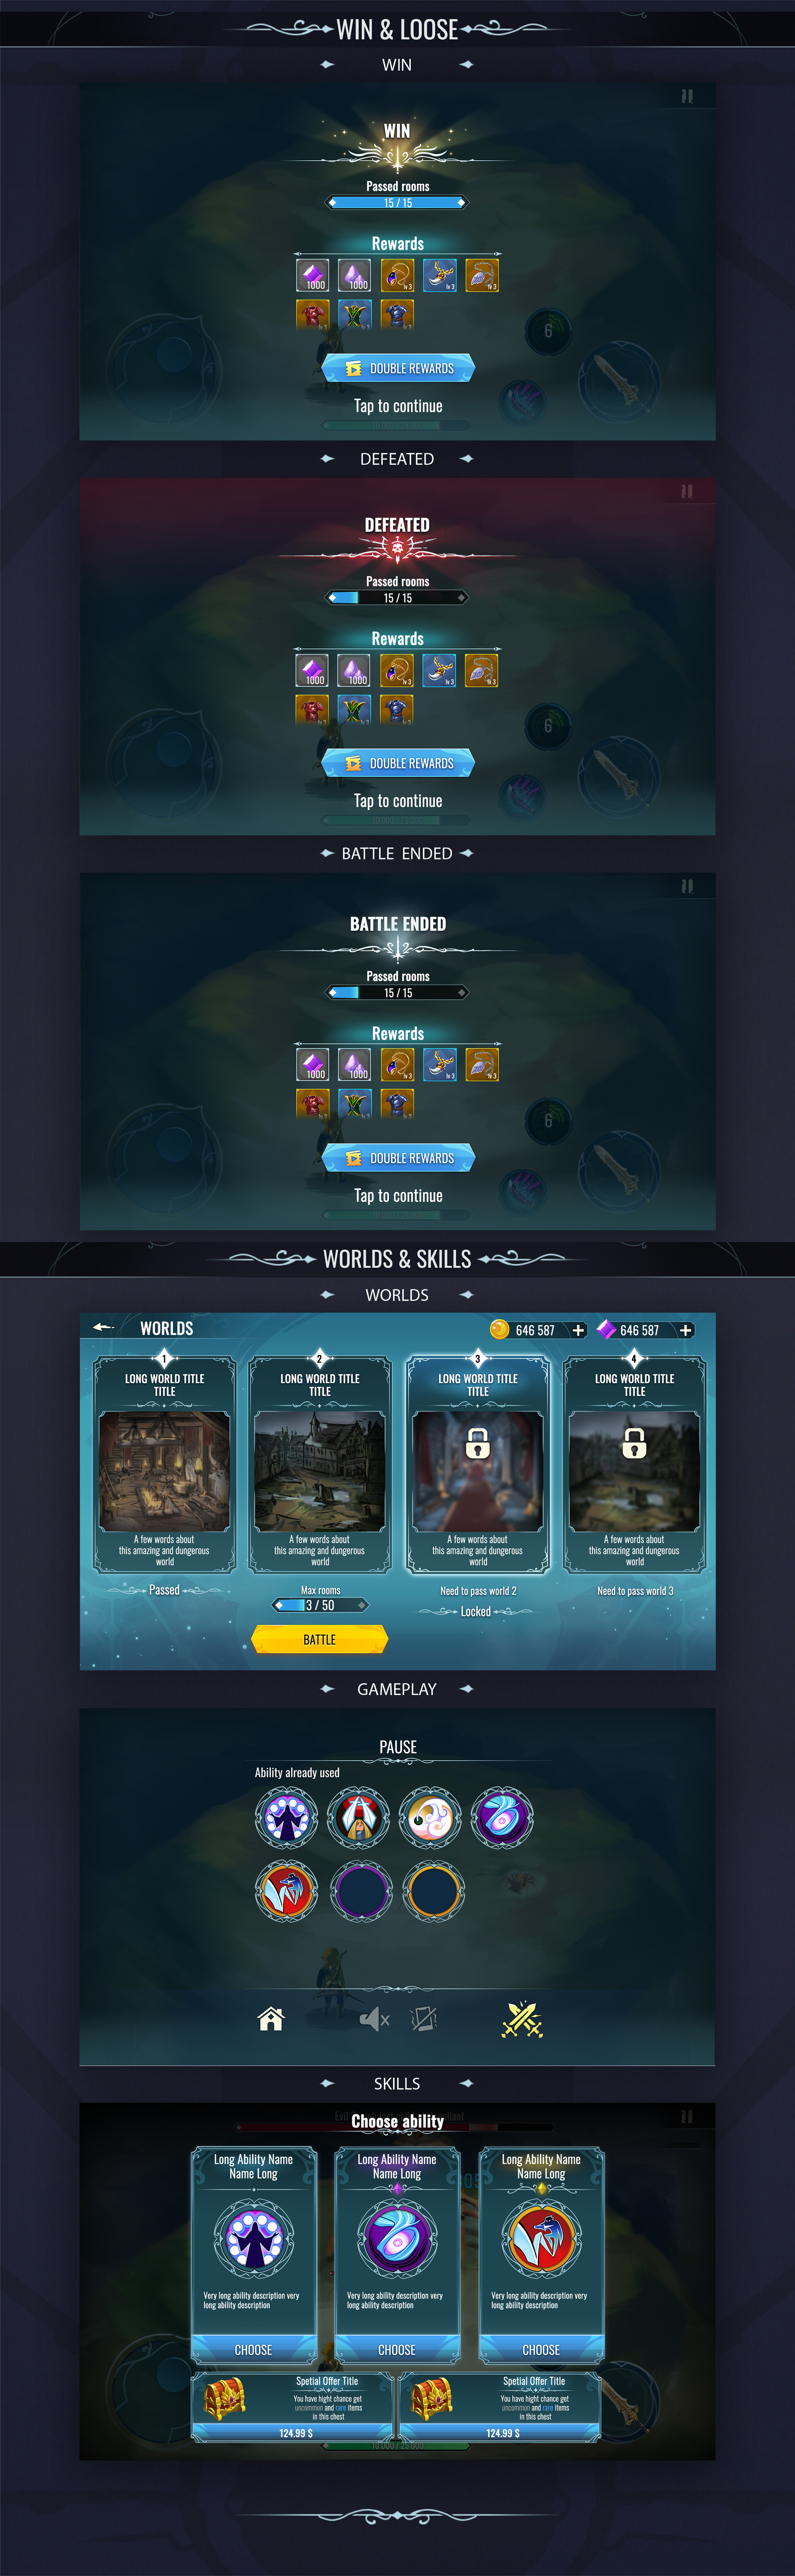 WIN & LOOSE
WIN
WIN
Passed rooms
15 / 15
Rewards
1000
1000
lv 3
lv 3
lv 3
6
DOUBLE REWARDS
Tap to continue
DEFEATED
DEFEATED
Passed rooms
15 / 15
Rewards
1000
1000
lv 3
lv 3
lv 3
6
DOUBLE REWARDS
Tap to continue
BATTLE ENDED
BATTLE ENDED
Passed rooms
15 / 15
Rewards
1000
1000
lv 3
lv 3
lv 3
6
DOUBLE REWARDS
Tap to continue
WORLDS & SKILLS
WORLDS
WORLDS
646 587
646 587
1
LONG WORLD TITLE
TITLE
A few words about
this amazing and dungerous
world
Passed
2
LONG WORLD TITLE
TITLE
A few words about
this amazing and dungerous
world
Max rooms
3 / 50
BATTLE
3
LONG WORLD TITLE
TITLE
A few words about
this amazing and dungerous
world
Need to pass world 2
Locked
4
LONG WORLD TITLE
TITLE
A few words about
this amazing and dungerous
world
Need to pass world 3
GAMEPLAY
PAUSE
Ability already used
SKILLS
Choose ability
Long Ability Name
Name Long
Very long ability description very
long ability description
CHOOSE
Long Ability Name
Name Long
Very long ability description very
long ability description
CHOOSE
Long Ability Name
Name Long
Very long ability description very
long ability description
CHOOSE
Spetial Offer Title
You have hight chance get
uncommon and rare items
in this chest
124.99 $
Spetial Offer Title
You have hight chance get
uncommon and rare items
in this chest
124.99 $
10 000 / 25 000